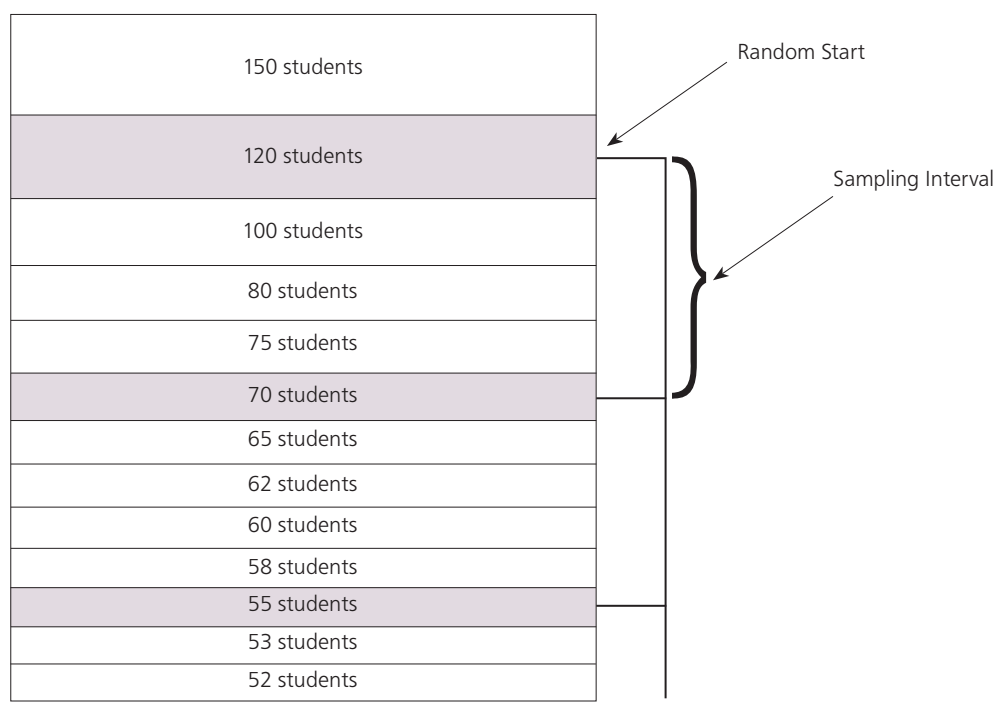 150 students
Random Start
120 students
Sampling Interval
100 students
80 students
75 students
70 students
65 students
62 students
60 students
58 students
55 students
53 students
52 students